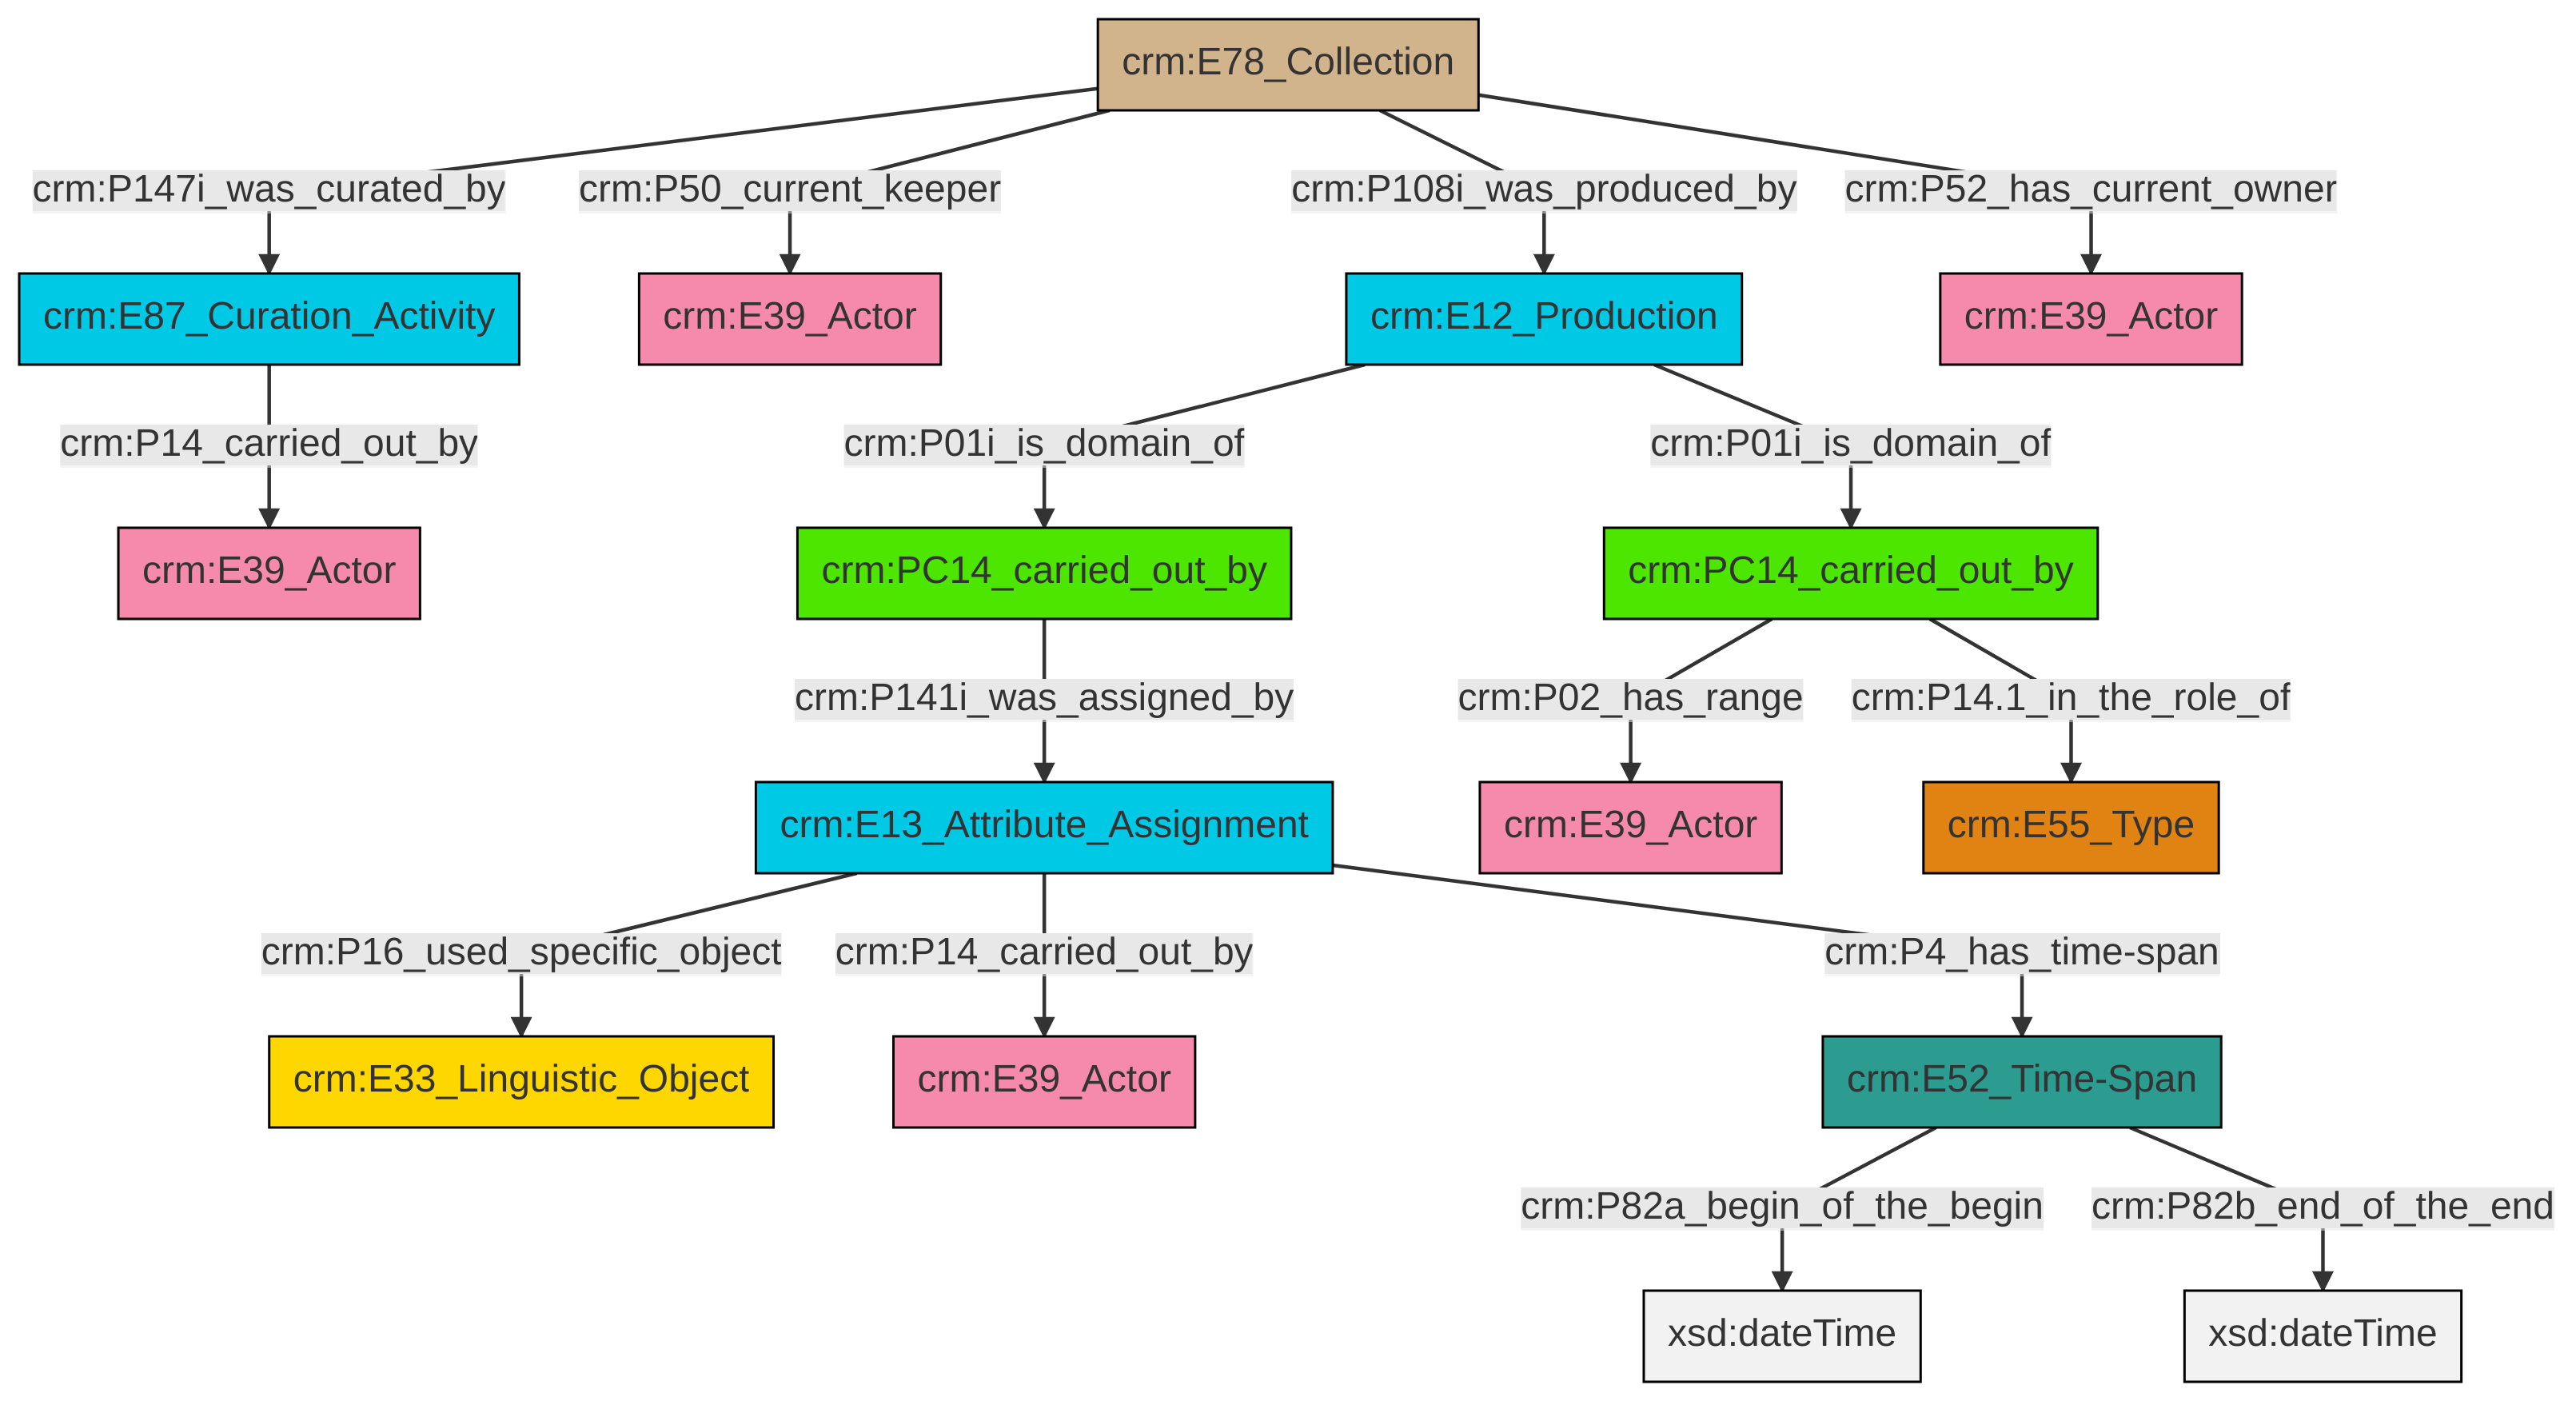 crm:E78_Collection
crm:P147i_was_curated_by
crm:P50_current_keeper
crm:P108i_was_produced_by
crm:P52_has_current_owner
crm:E87_Curation_Activity
crm:E39_Actor
crm:E12_Production
crm:E39_Actor
crm:P14_carried_out_by
crm:P01i_is_domain_of
crm:P01i_is_domain_of
crm:E39_Actor
crm:PC14_carried_out_by
crm:PC14_carried_out_by
crm:P141i_was_assigned_by
crm:P02_has_range
crm:P14.1_in_the_role_of
crm:E13_Attribute_Assignment
crm:E39_Actor
crm:E55_Type
crm:P16_used_specific_object
crm:P14_carried_out_by
crm:P4_has_time-span
crm:E33_Linguistic_Object
crm:E39_Actor
crm:E52_Time-Span
crm:P82a_begin_of_the_begin
crm:P82b_end_of_the_end
xsd:dateTime
xsd:dateTime